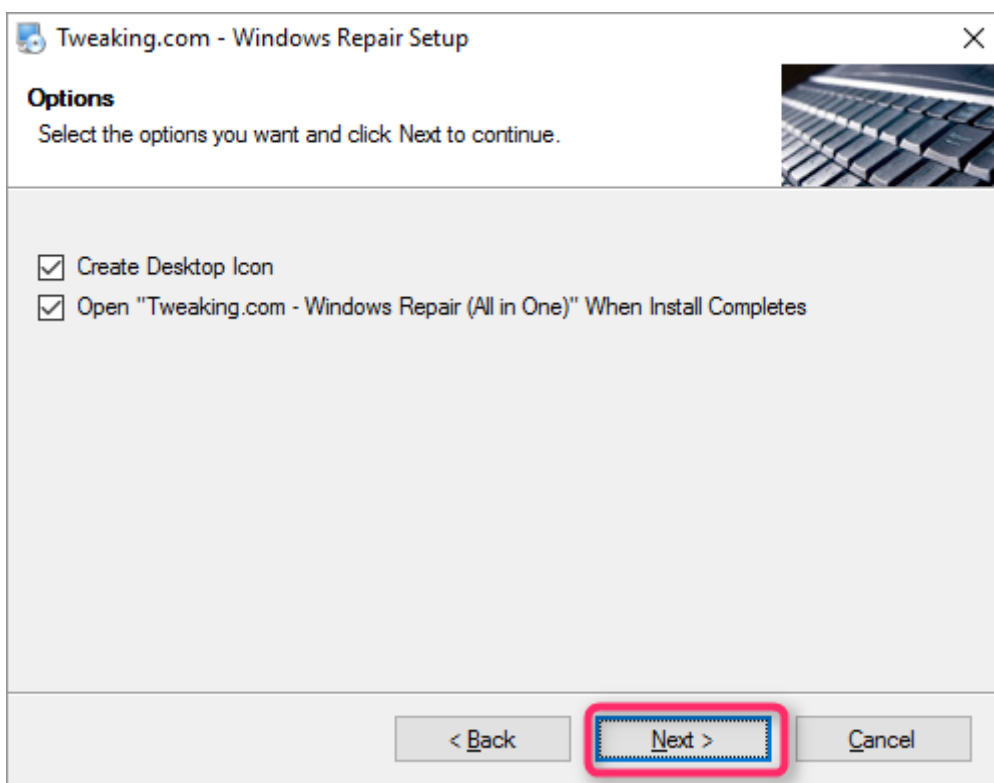 Tweaking.com - Windows Repair Setup
Options
Select the options you want and click Next to continue.
Create Desktop Icon
Open "Tweaking.com - Windows Repair (All in One)" When Install Completes
< Back Next > Cancel